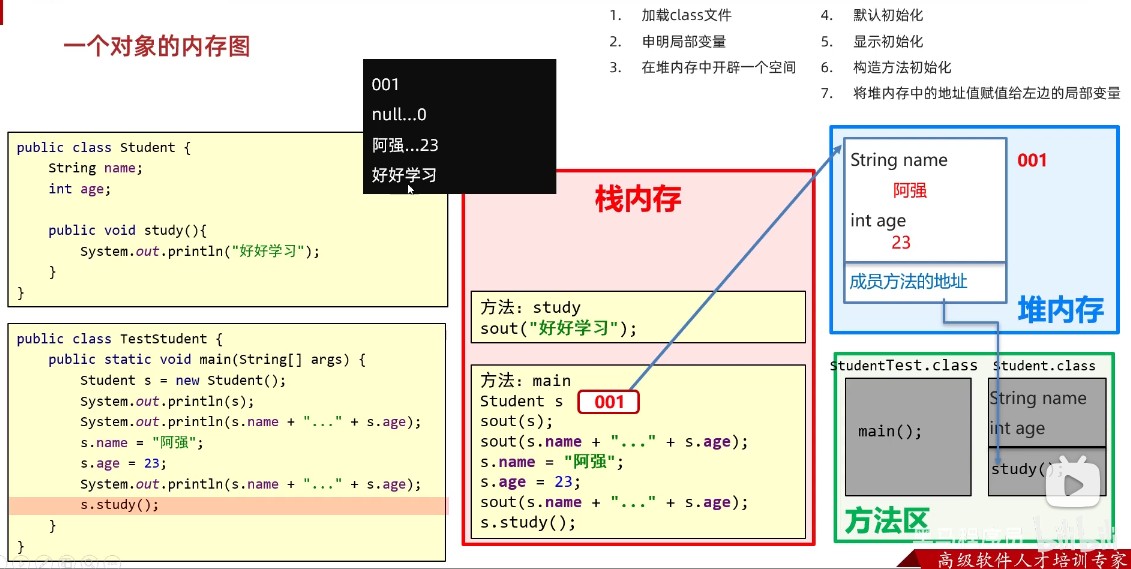 一个对象的内存图
1. 加载class文件
2. 申明局部变量
3. 在堆内存中开辟一个空间
4. 默认初始化
5. 显示初始化
6. 构造方法初始化
7. 将堆内存中的地址值赋值给左边的局部变量
001
null...0
阿强...23
好好学习
public class Student {
String name;
int age;
public void study(){
System.out.println("好好学习");
}
}
public class TestStudent {
public static void main(String[] args) {
Student s = new Student();
System.out.println(s);
System.out.println(s.name + "..." + s.age);
s.name = "阿强";
s.age = 23;
System.out.println(s.name + "..." + s.age);
s.study();
}
}
栈内存
方法：study
sout("好好学习");
方法：main
Student s 001
sout(s);
sout(s.name + "..." + s.age);
s.name = "阿强";
s.age = 23;
sout(s.name + "..." + s.age);
s.study();
String name
阿强
int age
23
成员方法的地址
001
堆内存
StudentTest.class
main();
Student.class
String name
int age
study();
方法区
高级软件人才培训专家